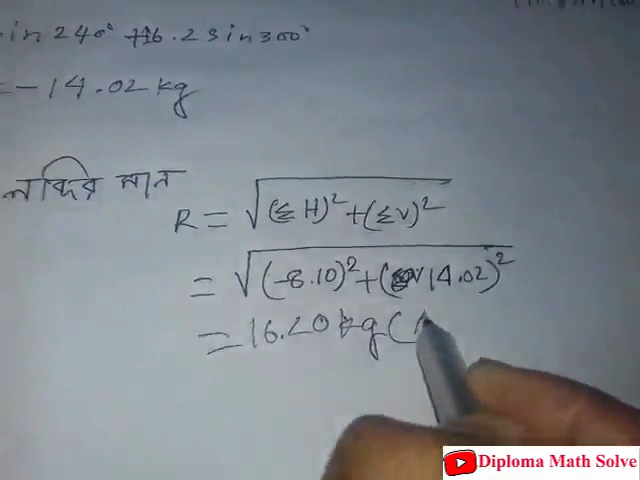 in 240° +16.2 sin 300°
= -14.02 kg
লব্ধির মান
R = √(ΣH)²+(ΣV)²
= √(-8.10)²+(14.02)²
= 16.20 kg (
Diploma Math Solve